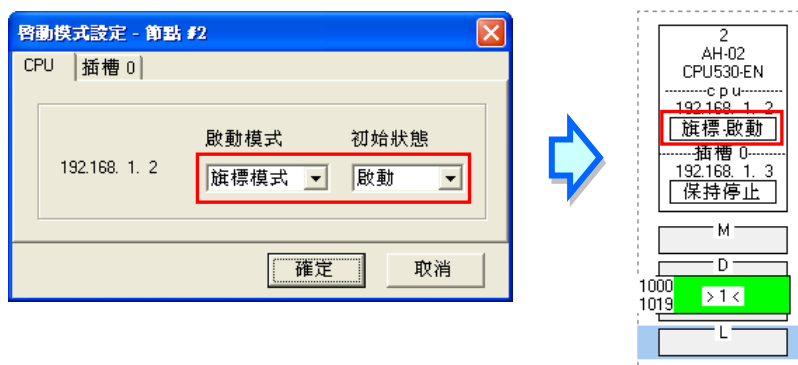 啓動模式設定 - 節點 #2
CPU
插槽 0
啟動模式
初始狀態
192.168. 1. 2
旗標模式
啟動
確定
取消
2
AH-02
CPU530-EN
---------c p u---------
192.168. 1. 2
旗標-啟動
-------插槽 0-------
192.168. 1. 3
保持停止
M
D
1000
1019
> 1 <
L